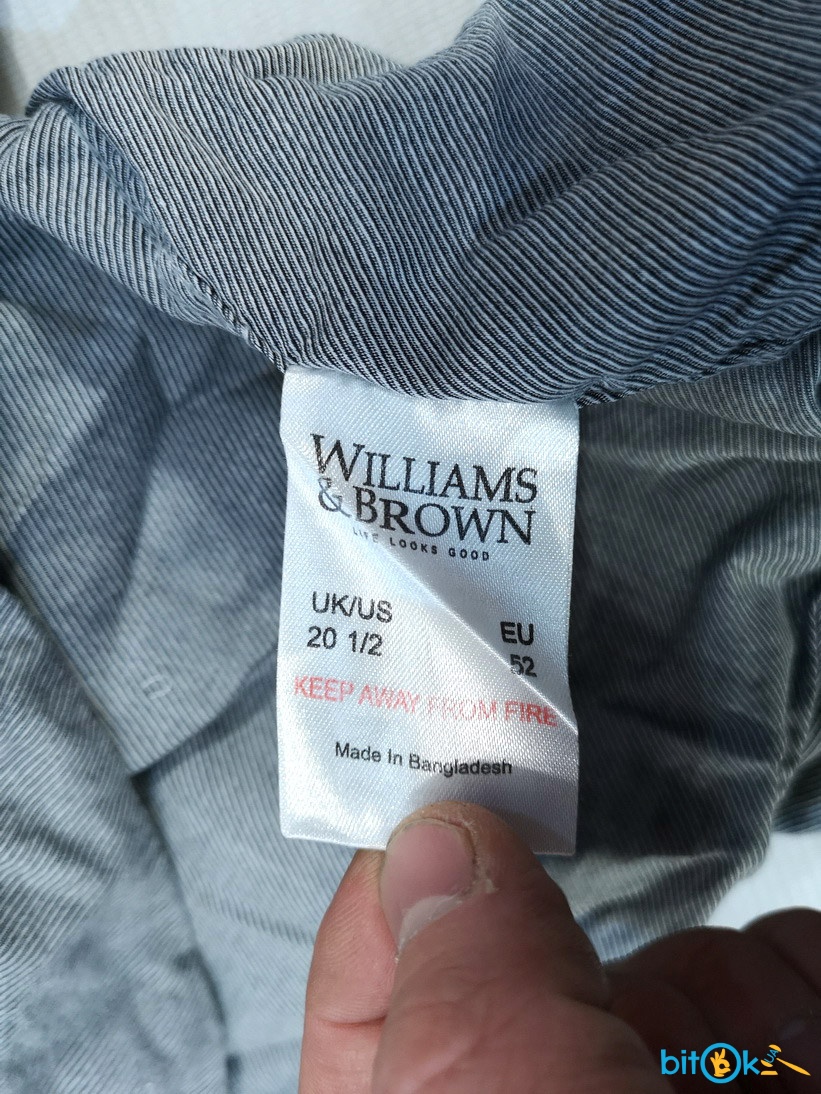 WILLIAMS
& BROWN
LIFE LOOKS GOOD
UK/US
20 1/2
EU
52
KEEP AWAY FROM FIRE
Made In Bangladesh
bitOk.UA